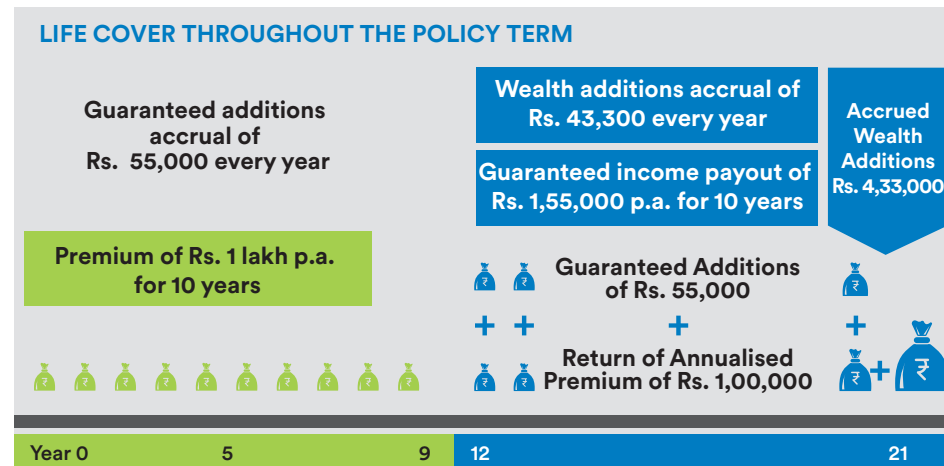 LIFE COVER THROUGHOUT THE POLICY TERM
Guaranteed additions
accrual of
Rs. 55,000 every year
Premium of Rs. 1 lakh p.a.
for 10 years
Wealth additions accrual of
Rs. 43,300 every year
Guaranteed income payout of
Rs. 1,55,000 p.a. for 10 years
Accrued
Wealth
Additions
Rs. 4,33,000
Guaranteed Additions
of Rs. 55,000
+ + + +
Return of Annualised
Premium of Rs. 1,00,000
+
₹ ₹ ₹ ₹ ₹ ₹ ₹ ₹ ₹ ₹
Year 0 5 9 12 21